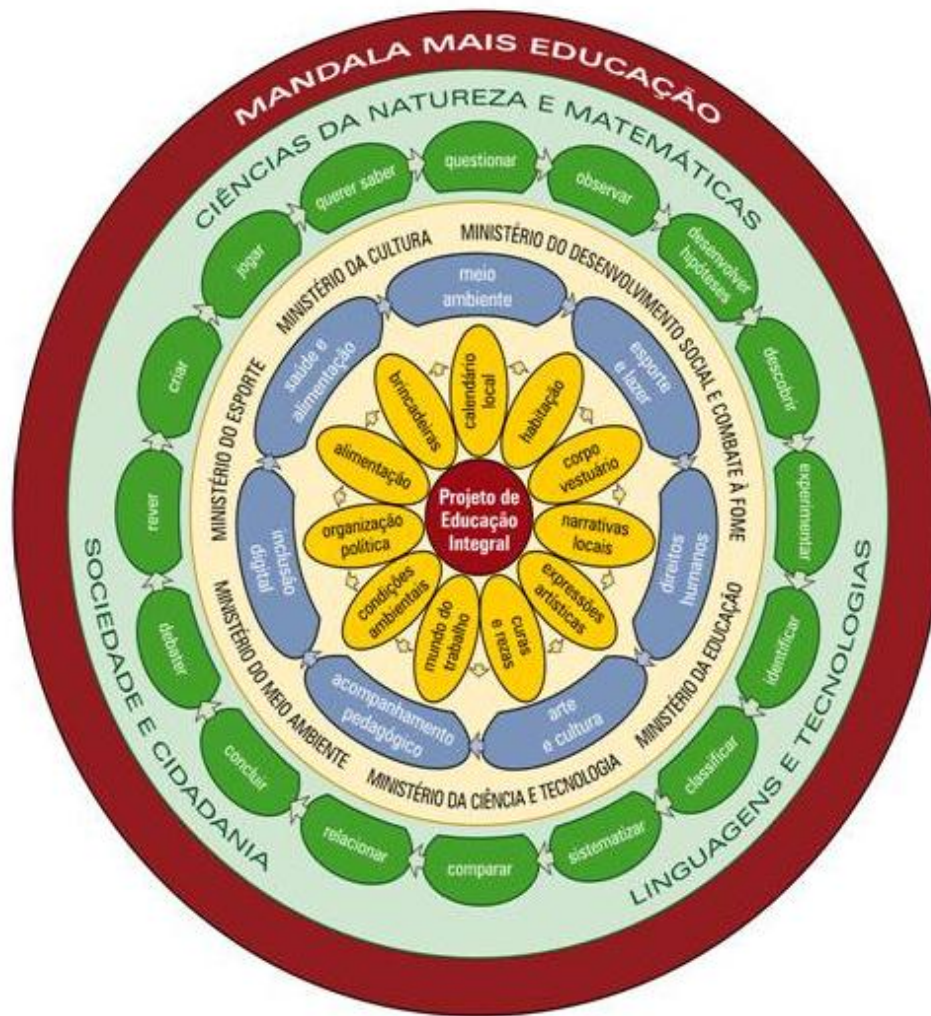 MANDALA MAIS EDUCAÇÃO
CIÊNCIAS DA NATUREZA E MATEMÁTICAS
LINGUAGENS E TECNOLOGIAS
SOCIEDADE E CIDADANIA
questionar
observar
desenvolver
hipóteses
descobrir
experimentar
identificar
classificar
sistematizar
comparar
relacionar
concluir
debater
rever
criar
jogar
querer saber
MINISTÉRIO DA CULTURA
MINISTÉRIO DO DESENVOLVIMENTO SOCIAL E COMBATE À FOME
MINISTÉRIO DA EDUCAÇÃO
MINISTÉRIO DA CIÊNCIA E TECNOLOGIA
MINISTÉRIO DO MEIO AMBIENTE
MINISTÉRIO DO ESPORTE
meio
ambiente
esporte
e lazer
direitos
humanos
arte
e cultura
acompanhamento
pedagógico
inclusão
digital
saúde e
alimentação
calendário
local
habitação
corpo
vestuário
narrativas
locais
expressões
artísticas
curas
e rezas
mundo do
trabalho
condições
ambientais
organização
política
alimentação
brincadeiras
Projeto de
Educação
Integral